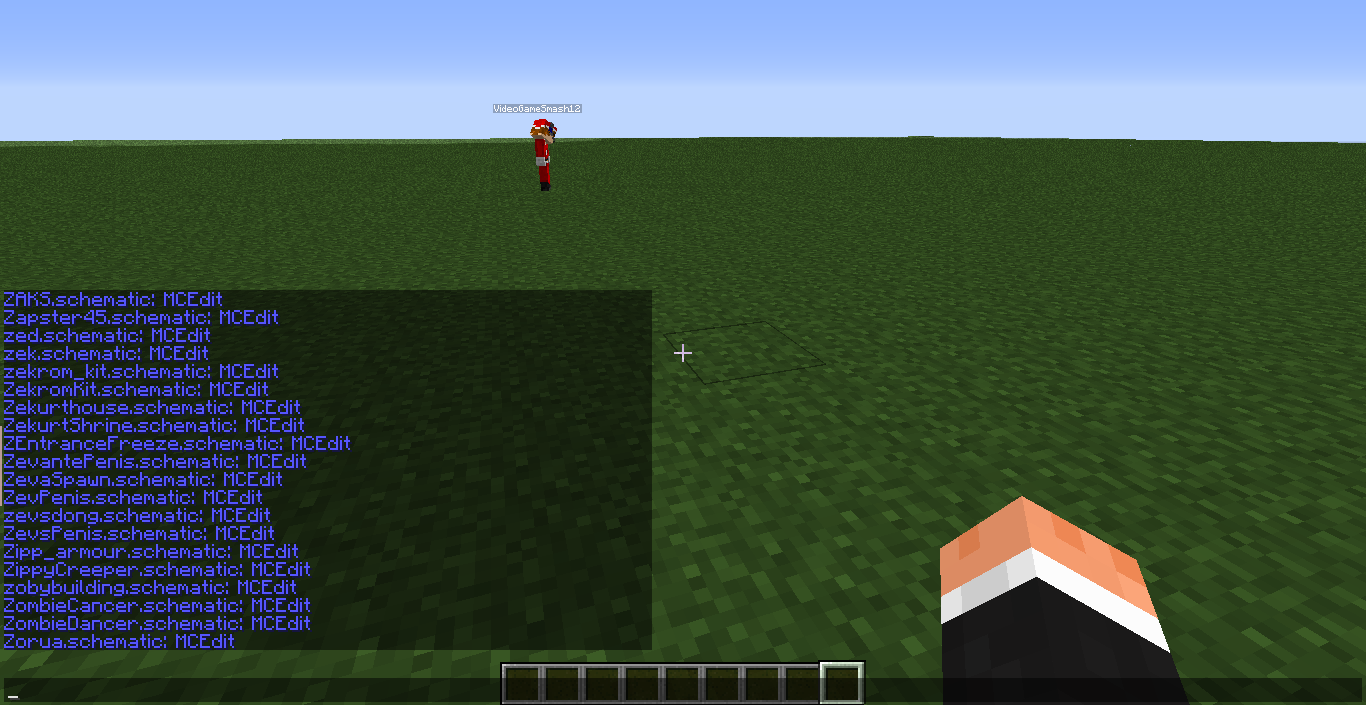 VideoGameSmash12
ZAKS.schematic: MCEdit
Zapster45.schematic: MCEdit
zed.schematic: MCEdit
zek.schematic: MCEdit
zekrom_kit.schematic: MCEdit
ZekromKit.schematic: MCEdit
Zekurthouse.schematic: MCEdit
ZekurtShrine.schematic: MCEdit
ZEntranceFreeze.schematic: MCEdit
ZevantePenis.schematic: MCEdit
ZevaSpawn.schematic: MCEdit
ZevPenis.schematic: MCEdit
zevsdong.schematic: MCEdit
ZevsPenis.schematic: MCEdit
Zipp_armour.schematic: MCEdit
ZippyCreeper.schematic: MCEdit
zobybuilding.schematic: MCEdit
ZombieCancer.schematic: MCEdit
ZombieDancer.schematic: MCEdit
Zorua.schematic: MCEdit
_